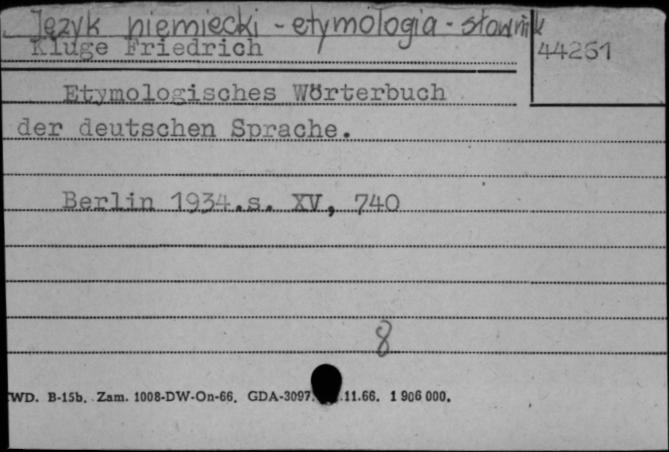 Język niemiecki - etymologia - słownik
Kluge Friedrich
44261
Etymologisches Wörterbuch
der deutschen Sprache.
Berlin 1934.s. XV, 740
8
WD. B-15b. Zam. 1008-DW-On-66. GDA-3097. .11.66. 1 906 000.